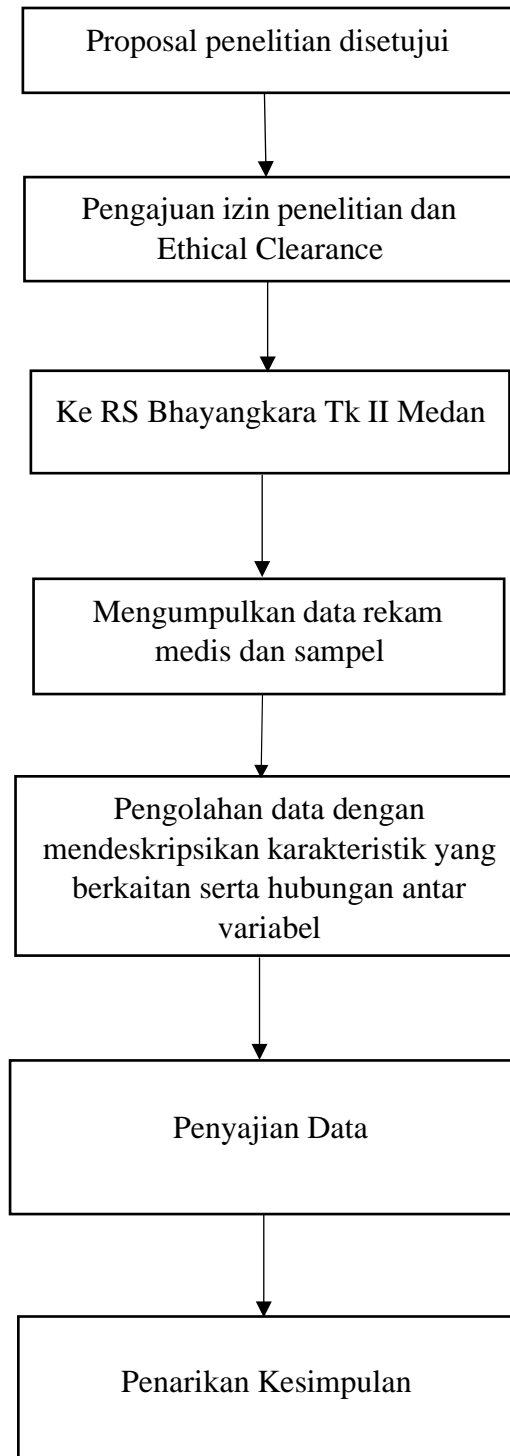 Proposal penelitian disetujui
Pengajuan izin penelitian dan
Ethical Clearance
Ke RS Bhayangkara Tk II Medan
Mengumpulkan data rekam
medis dan sampel
Pengolahan data dengan
mendeskripsikan karakteristik yang
berkaitan serta hubungan antar
variabel
Penyajian Data
Penarikan Kesimpulan